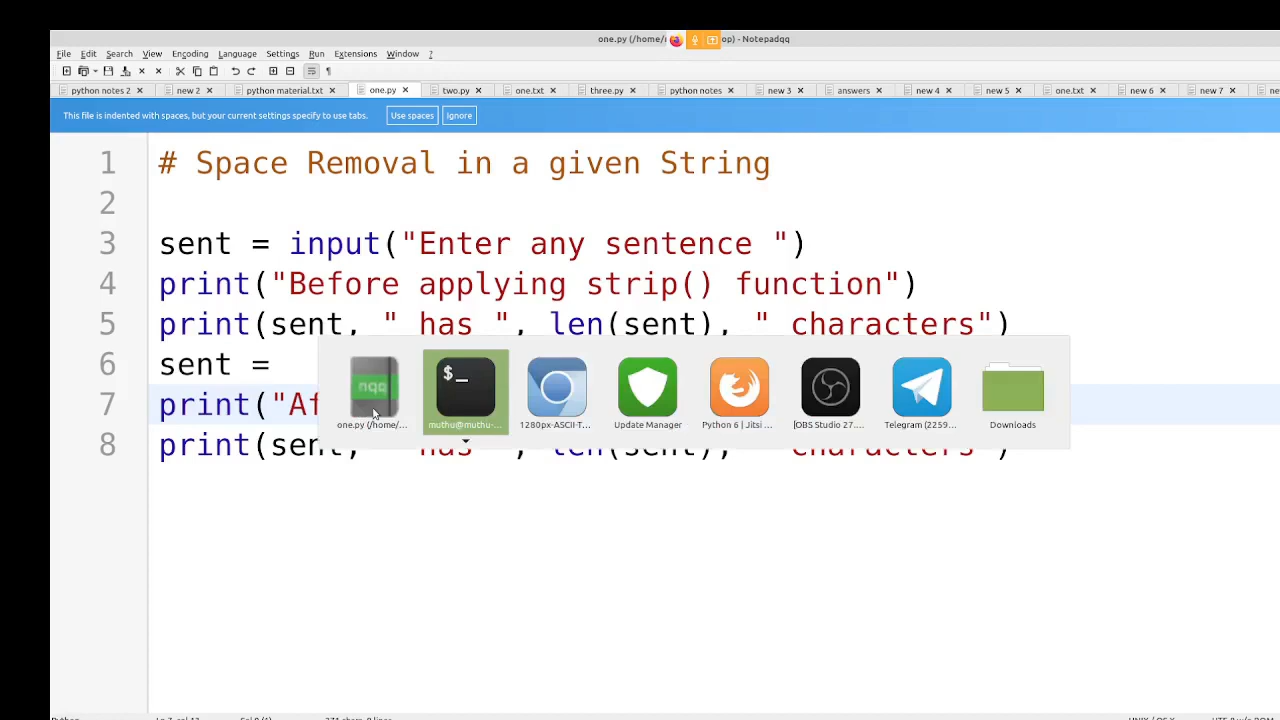 one.py (/home/ op) - Notepadqq
File Edit Search View Encoding Language Settings Run Extensions Window ?
python notes 2 new 2 python material.txt one.py two.py one.txt three.py python notes new 3 answers new 4 new 5 one.txt new 6 new 7
This file is indented with spaces, but your current settings specify to use tabs. Use spaces Ignore
1 # Space Removal in a given String
2
3 sent = input("Enter any sentence ")
4 print("Before applying strip() function")
5 print(sent, " has ", len(sent), " characters")
6 sent =
7 print("Af
8 print(sent, " has ", len(sent), " characters")
nqq
$_
one.py (/home/... muthu@muthu-... 1280px-ASCII-T... Update Manager Python 6 | Jitsi ... |OBS Studio 27.... Telegram (2259... Downloads